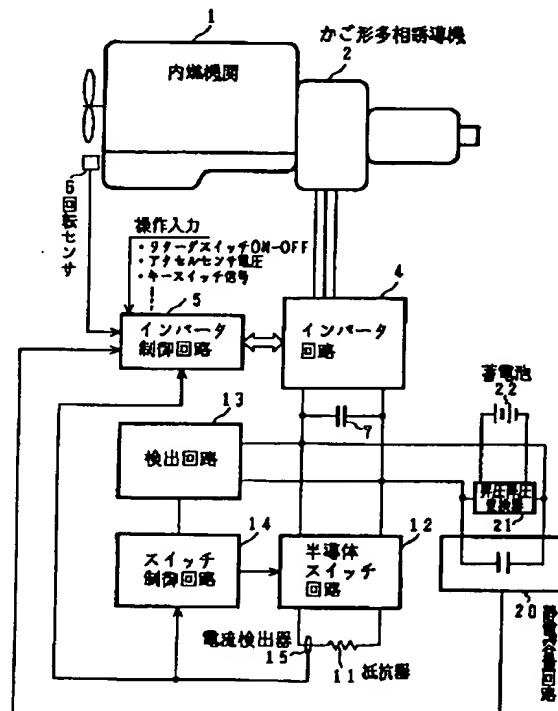 1
かご形多相誘導機
2
内燃機関
6
回転センサ
操作入力
・リターダスイッチON-OFF
・アクセルセンサ電圧
・キースイッチ信号
5
インバータ
制御回路
4
インバータ
回路
7
蓄電池
22
13
検出回路
昇圧降圧
変換器
21
14
スイッチ
制御回路
12
半導体
スイッチ
回路
20
電流検出器
15
11
抵抗器